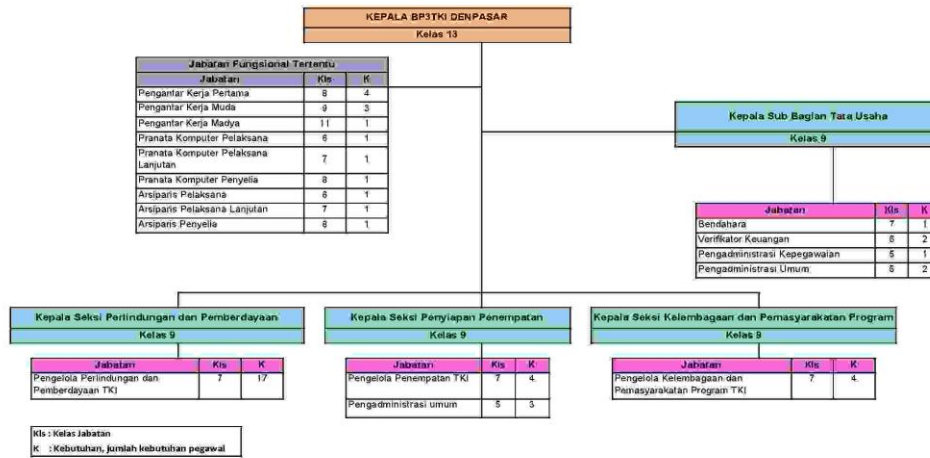 KEPALA BP3TKI DENPASAR
Kelas 13
Jabatan Fungsional Tertentu
Jabatan Kls K
Pengantar Kerja Pertama 8 4
Pengantar Kerja Muda 9 3
Pengantar Kerja Madya 11 1
Pranata Komputer Pelaksana 6 1
Pranata Komputer Pelaksana
Lanjutan 7 1
Pranata Komputer Penyelia 8 1
Arsiparis Pelaksana 6 1
Arsiparis Pelaksana Lanjutan 7 1
Arsiparis Penyelia 8 1
Kepala Sub Bagian Tata Usaha
Kelas 9
Jabatan Kls K
Bendahara 7 1
Verifikator Keuangan 6 2
Pengadministrasi Kepegawaian 5 1
Pengadministrasi Umum 5 2
Kepala Seksi Perlindungan dan Pemberdayaan
Kelas 9
Jabatan Kls K
Pengelola Perlindungan dan 7 17
Pemberdayaan TKI
Kepala Seksi Penyiapan Penempatan
Kelas 9
Jabatan Kls K
Pengelola Penempatan TKI 7 4
Pengadministrasi umum 5 3
Kepala Seksi Kelembagaan dan Pemasyarakatan Program
Kelas 9
Jabatan Kls K
Pengelola Kelembagaan dan 7 4
Pemasyarakatan Program TKI
Kls : Kelas Jabatan
K : Kebutuhan, jumlah kebutuhan pegawai